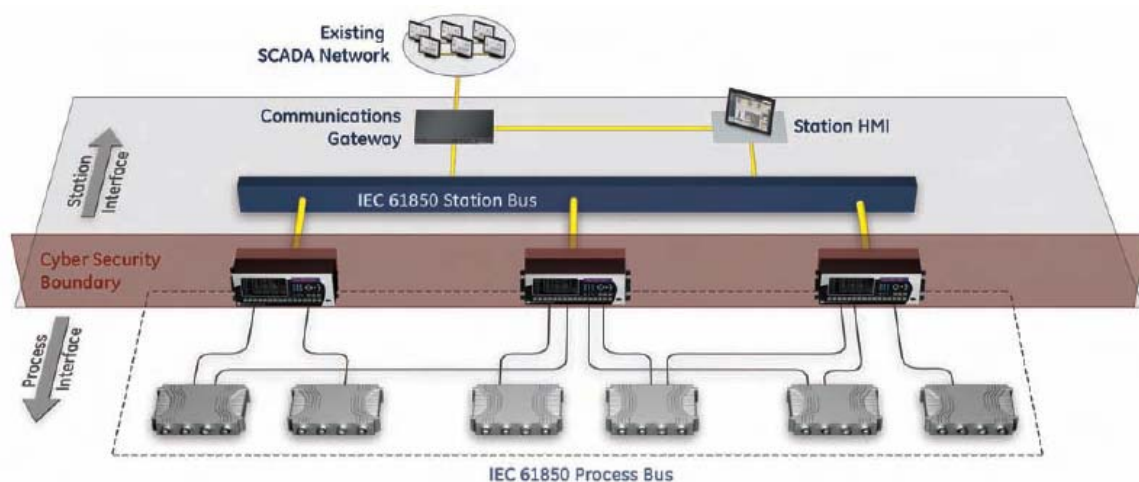 Existing
SCADA Network
Communications
Gateway
Station HMI
Station
Interface
IEC 61850 Station Bus
Cyber Security
Boundary
Process
Interface
IEC 61850 Process Bus